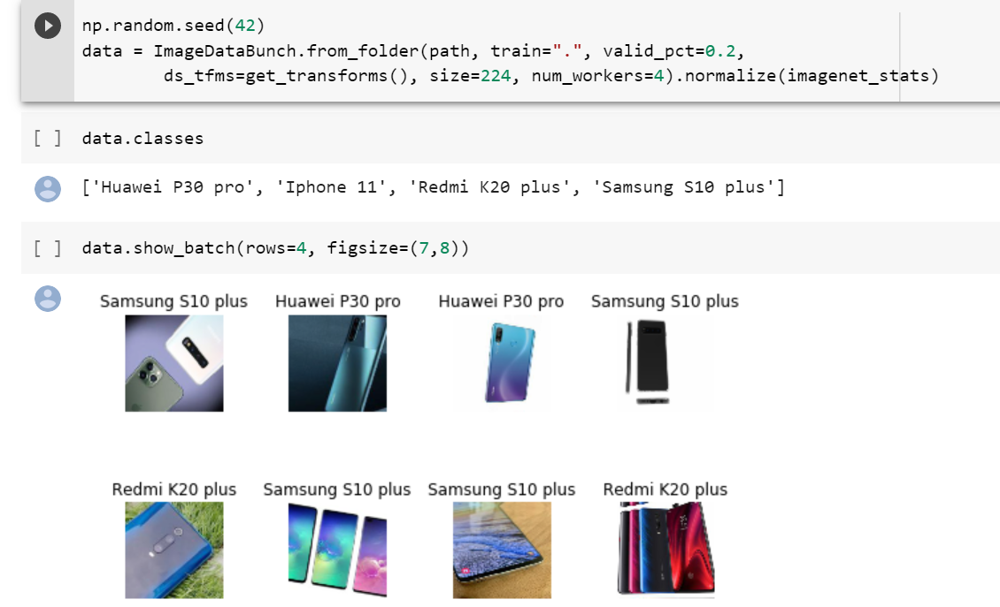 np.random.seed(42)
data = ImageDataBunch.from_folder(path, train=".", valid_pct=0.2,
ds_tfms=get_transforms(), size=224, num_workers=4).normalize(imagenet_stats)
[ ] data.classes
['Huawei P30 pro', 'Iphone 11', 'Redmi K20 plus', 'Samsung S10 plus']
[ ] data.show_batch(rows=4, figsize=(7,8))
Samsung S10 plus Huawei P30 pro Huawei P30 pro Samsung S10 plus
Redmi K20 plus Samsung S10 plus Samsung S10 plus Redmi K20 plus